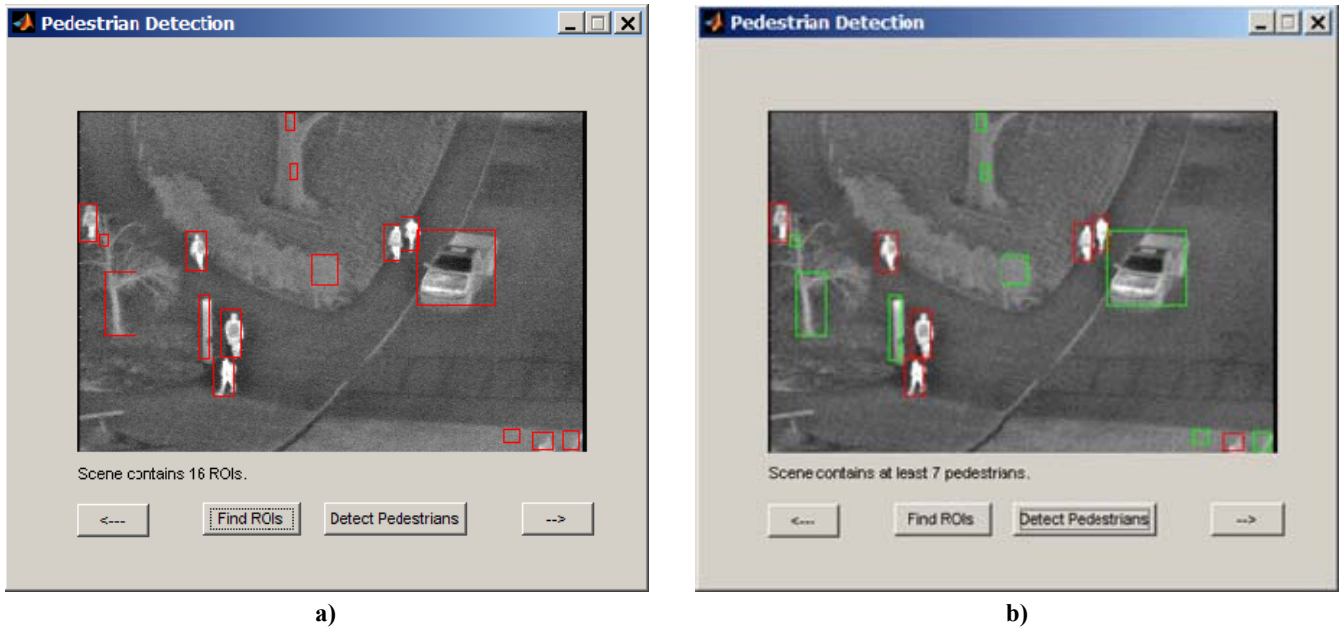 Pedestrian Detection
Scene contains 16 ROIs.
<---
Find ROIs
Detect Pedestrians
-->
a)
Pedestrian Detection
Scene contains at least 7 pedestrians.
<---
Find ROIs
Detect Pedestrians
-->
b)